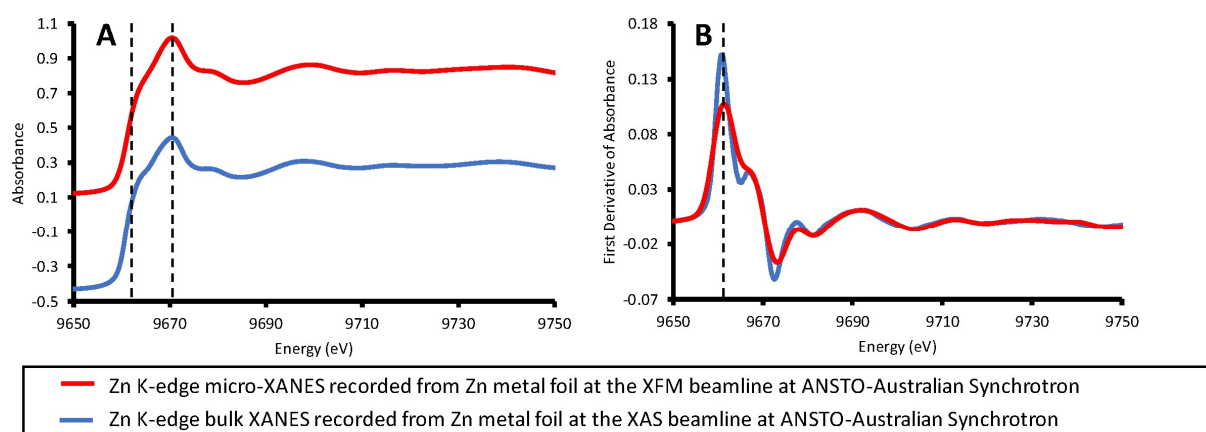 A
1.1
0.9
0.7
0.5
0.3
0.1
-0.1
-0.3
-0.5
Absorbance
9650 9670 9690 9710 9730 9750
Energy (eV)
B
0.18
0.13
0.08
0.03
-0.02
-0.07
First Derivative of Absorbance
9650 9670 9690 9710 9730 9750
Energy (eV)
Zn K-edge micro-XANES recorded from Zn metal foil at the XFM beamline at ANSTO-Australian Synchrotron
Zn K-edge bulk XANES recorded from Zn metal foil at the XAS beamline at ANSTO-Australian Synchrotron